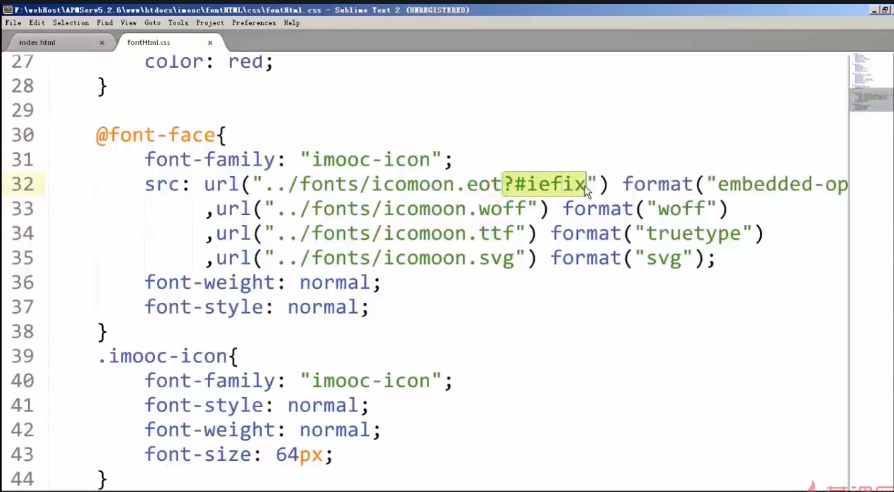 F:\webHost\APMServ5.2.6\www\htdocs\imooc\fontHTML\css\fontHtml.css - Sublime Text 2 (UNREGISTERED)
File Edit Selection Find View Goto Tools Project Preferences Help
index.html × fontHtml.css ×
27 color: red;
28 }
29
30 @font-face{
31 font-family: "imooc-icon";
32 src: url("../fonts/icomoon.eot?#iefix") format("embedded-op
33 ,url("../fonts/icomoon.woff") format("woff")
34 ,url("../fonts/icomoon.ttf") format("truetype")
35 ,url("../fonts/icomoon.svg") format("svg");
36 font-weight: normal;
37 font-style: normal;
38 }
39 .imooc-icon{
40 font-family: "imooc-icon";
41 font-style: normal;
42 font-weight: normal;
43 font-size: 64px;
44 }